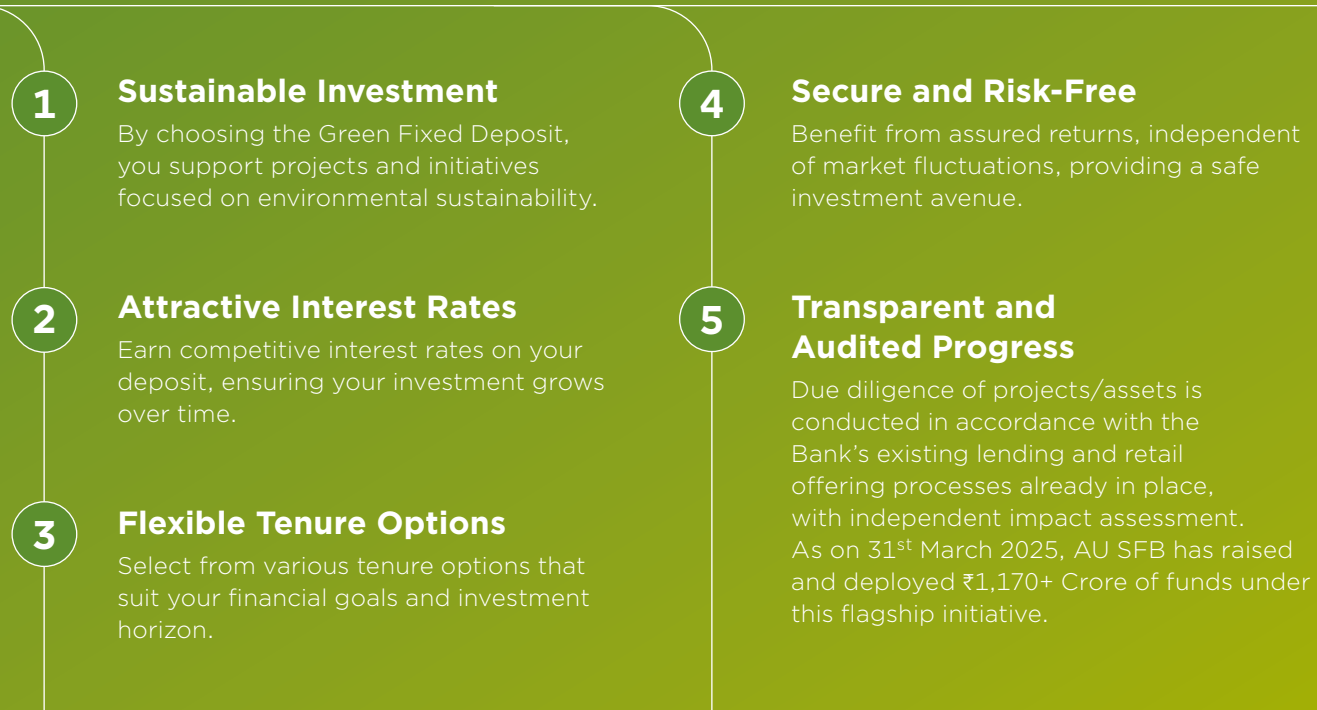 1
Sustainable Investment
By choosing the Green Fixed Deposit,
you support projects and initiatives
focused on environmental sustainability.
2
Attractive Interest Rates
Earn competitive interest rates on your
deposit, ensuring your investment grows
over time.
3
Flexible Tenure Options
Select from various tenure options that
suit your financial goals and investment
horizon.
4
Secure and Risk-Free
Benefit from assured returns, independent
of market fluctuations, providing a safe
investment avenue.
5
Transparent and
Audited Progress
Due diligence of projects/assets is
conducted in accordance with the
Bank’s existing lending and retail
offering processes already in place,
with independent impact assessment.
As on 31st March 2025, AU SFB has raised
and deployed ₹1,170+ Crore of funds under
this flagship initiative.